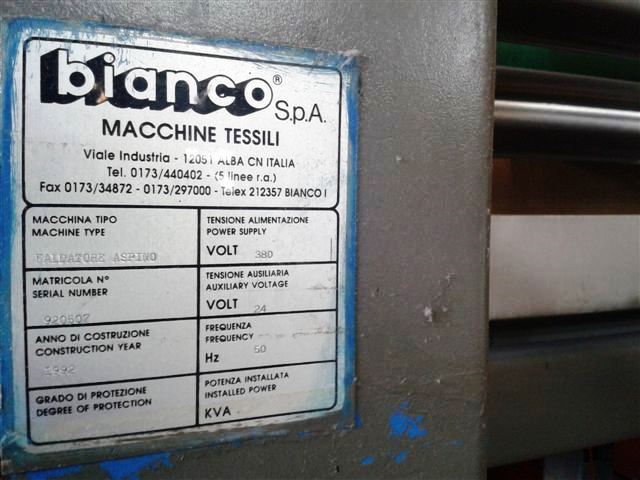 bianco® S.p.A.
MACCHINE TESSILI
Viale Industria - 12051 ALBA CN ITALIA
Tel. 0173/440402 - (5 linee r.a.)
Fax 0173/34872 - 0173/297000 - Telex 212357 BIANCO I
MACCHINA TIPO
MACHINE TYPE
FALDATORE ASPINO
MATRICOLA N°
SERIAL NUMBER
920507
ANNO DI COSTRUZIONE
CONSTRUCTION YEAR
1992
GRADO DI PROTEZIONE
DEGREE OF PROTECTION
TENSIONE ALIMENTAZIONE
POWER SUPPLY
VOLT 380
TENSIONE AUSILIARIA
AUXILIARY VOLTAGE
VOLT 24
FREQUENZA
FREQUENCY
Hz 50
POTENZA INSTALLATA
INSTALLED POWER
KVA